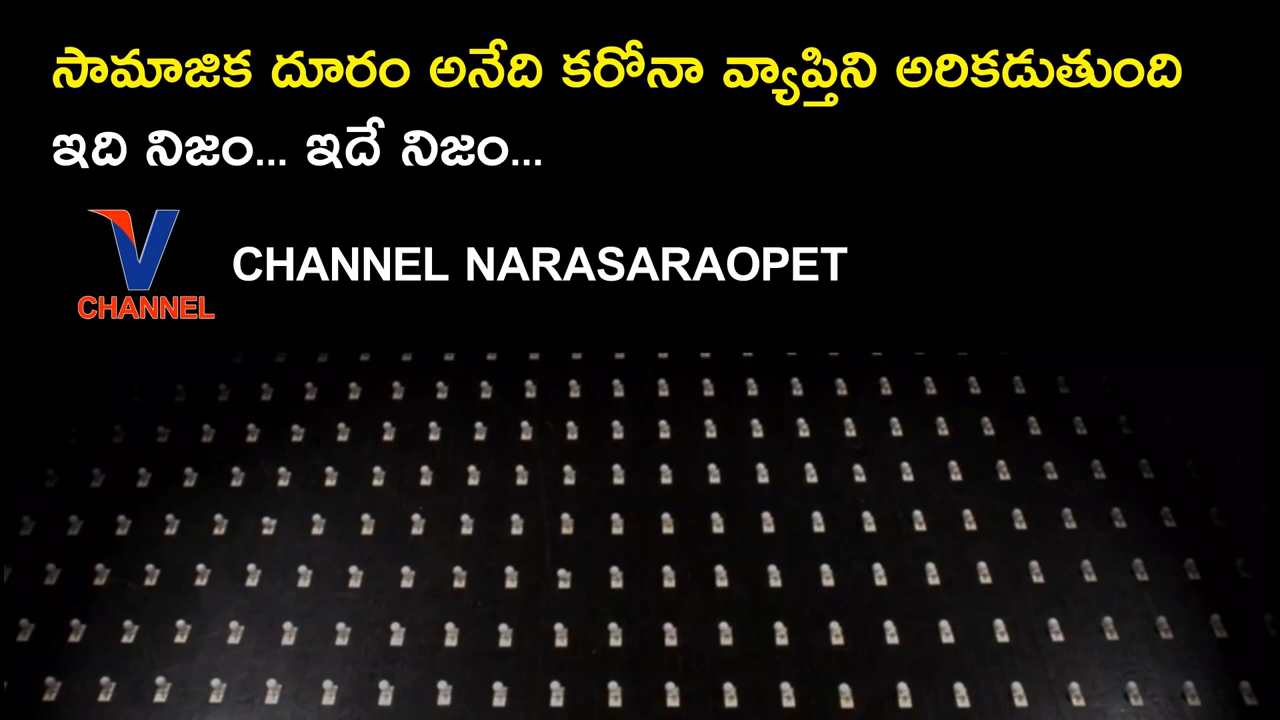 సామాజిక దూరం అనేది కరోనా వ్యాప్తిని అరికడుతుంది
ఇది నిజం... ఇదే నిజం...
V
CHANNEL
CHANNEL NARASARAOPET